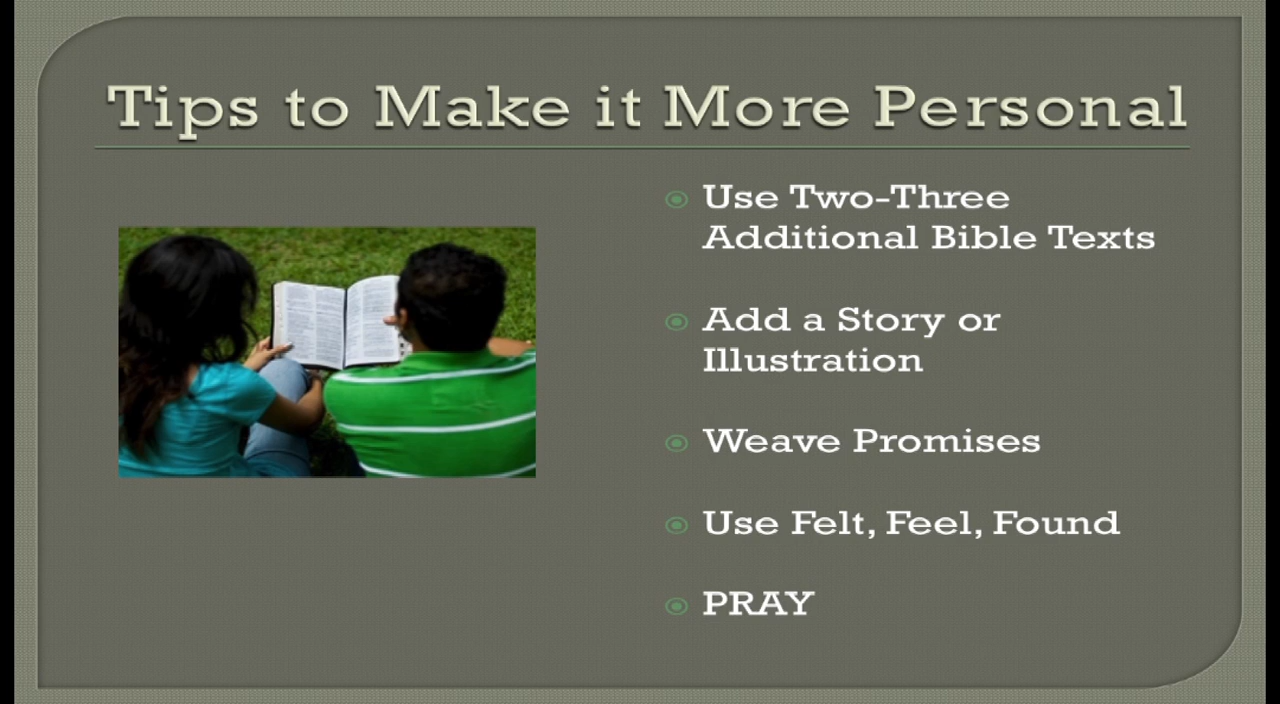 Tips to Make it More Personal
Use Two-Three
Additional Bible Texts
Add a Story or
Illustration
Weave Promises
Use Felt, Feel, Found
PRAY